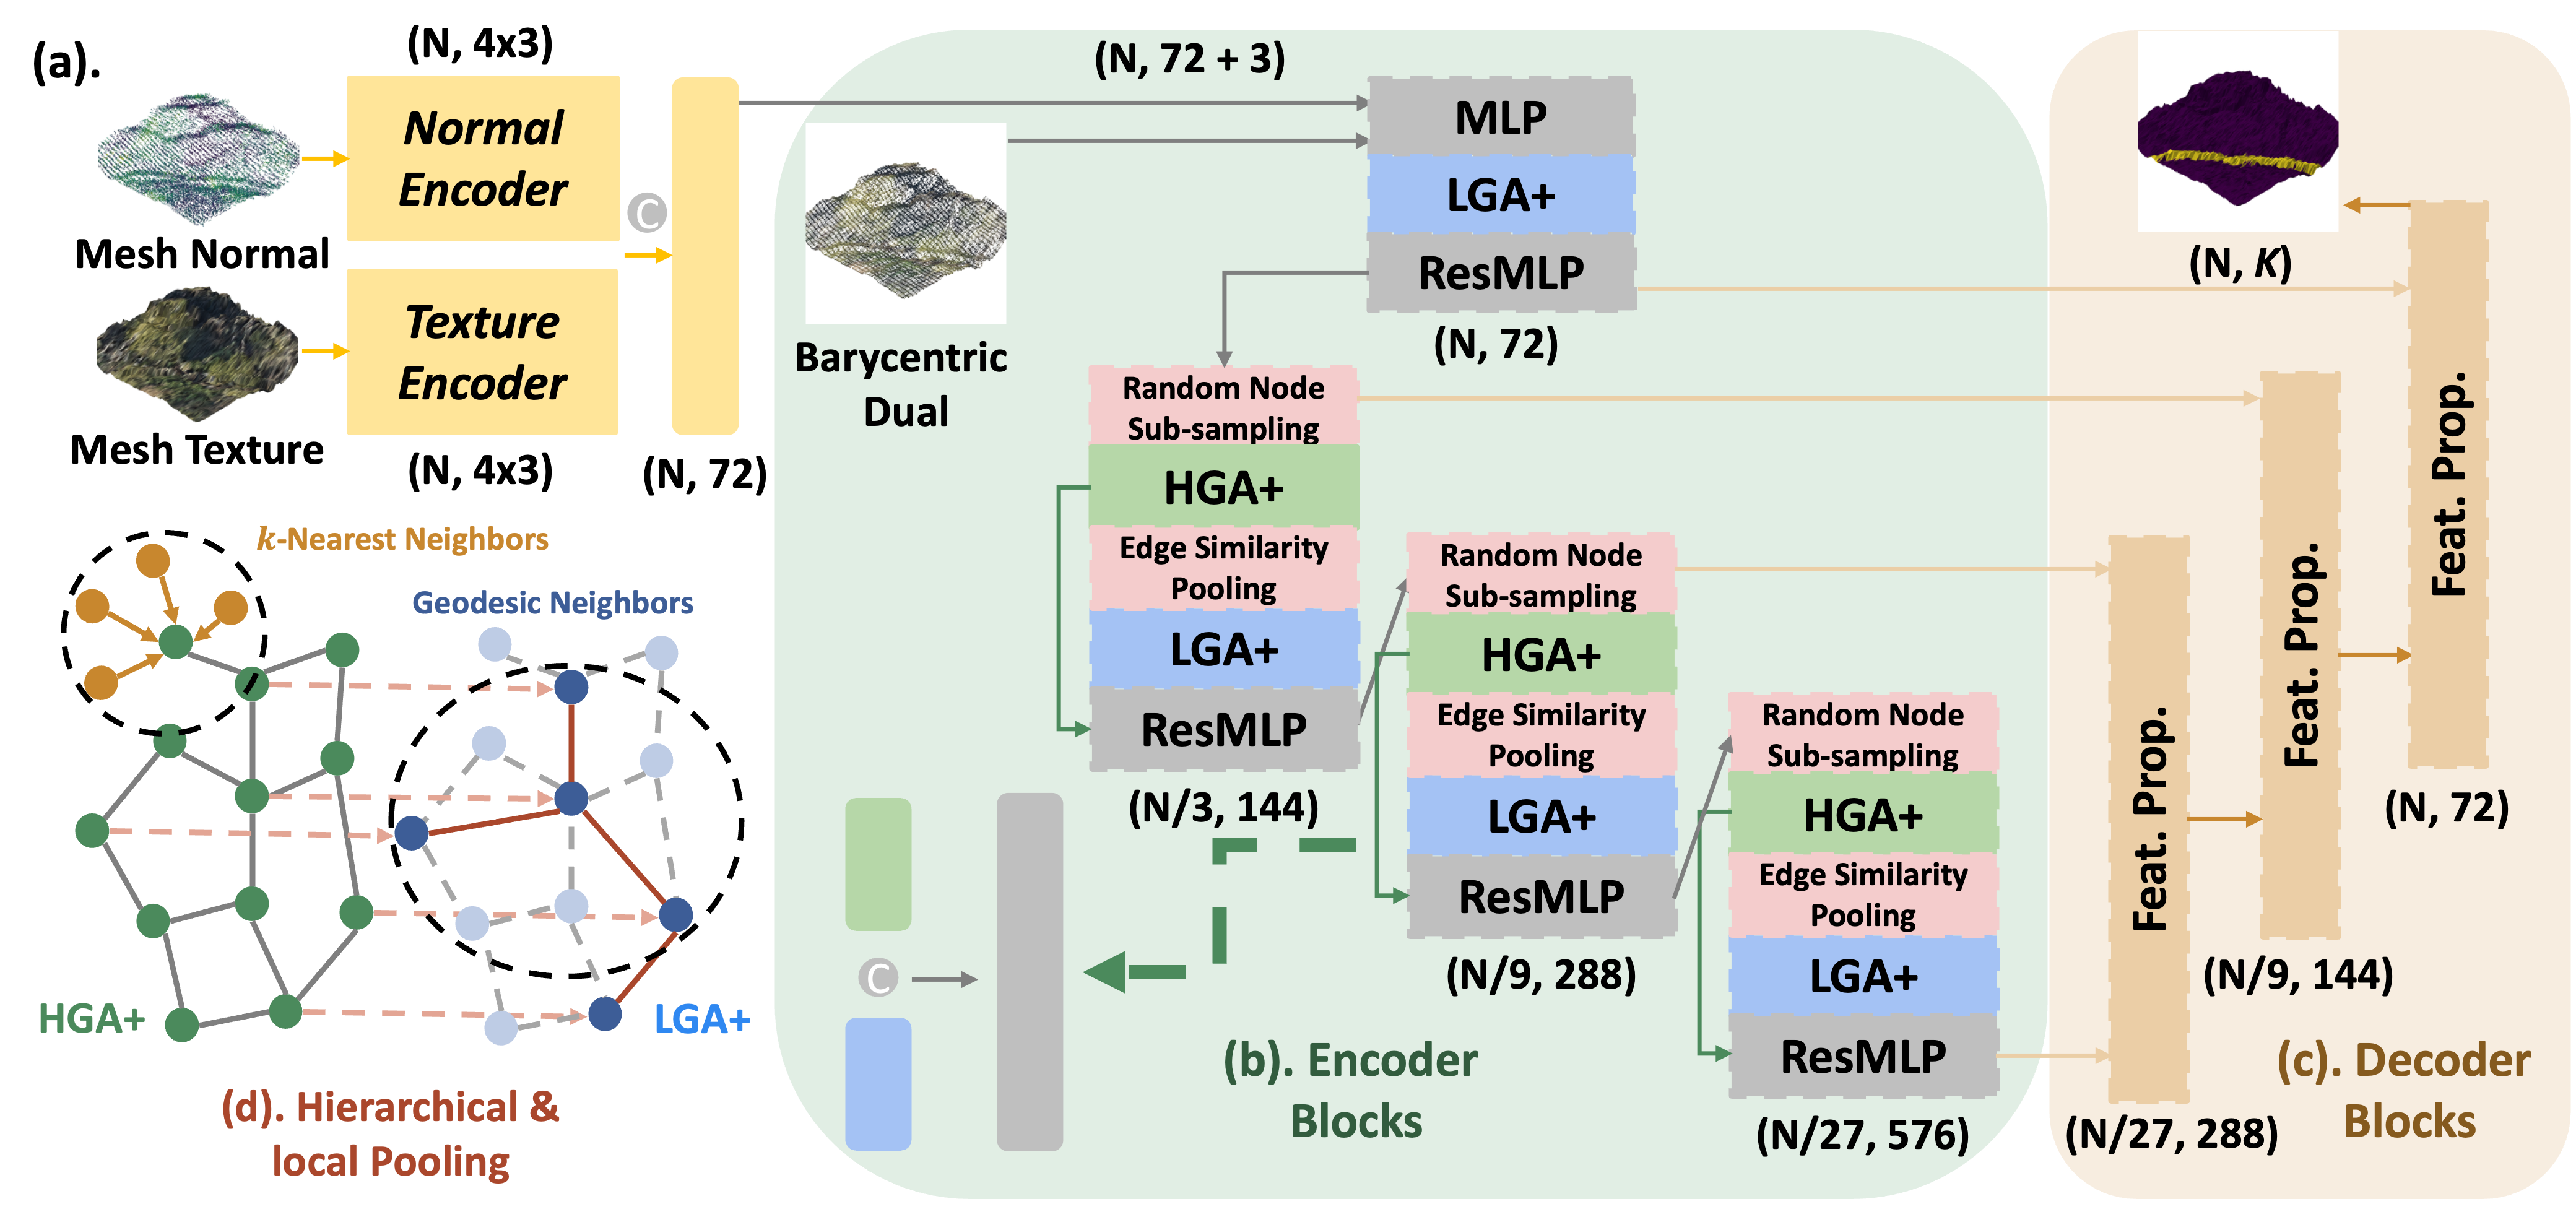 (a).
(N, 4x3)
Normal
Encoder
Mesh Normal
C
Texture
Encoder
Mesh Texture
(N, 4x3)
(N, 72)
k-Nearest Neighbors
Geodesic Neighbors
HGA+
LGA+
(d). Hierarchical &
local Pooling
(N, 72 + 3)
Barycentric
Dual
MLP
LGA+
ResMLP
(N, 72)
Random Node
Sub-sampling
HGA+
Edge Similarity
Pooling
LGA+
ResMLP
(N/3, 144)
Random Node
Sub-sampling
HGA+
Edge Similarity
Pooling
LGA+
ResMLP
(N/9, 288)
Random Node
Sub-sampling
HGA+
Edge Similarity
Pooling
LGA+
ResMLP
(N/27, 576)
C
(b). Encoder
Blocks
(N, K)
Feat. Prop.
(N/27, 288)
Feat. Prop.
(N/9, 144)
Feat. Prop.
(N, 72)
(c). Decoder
Blocks